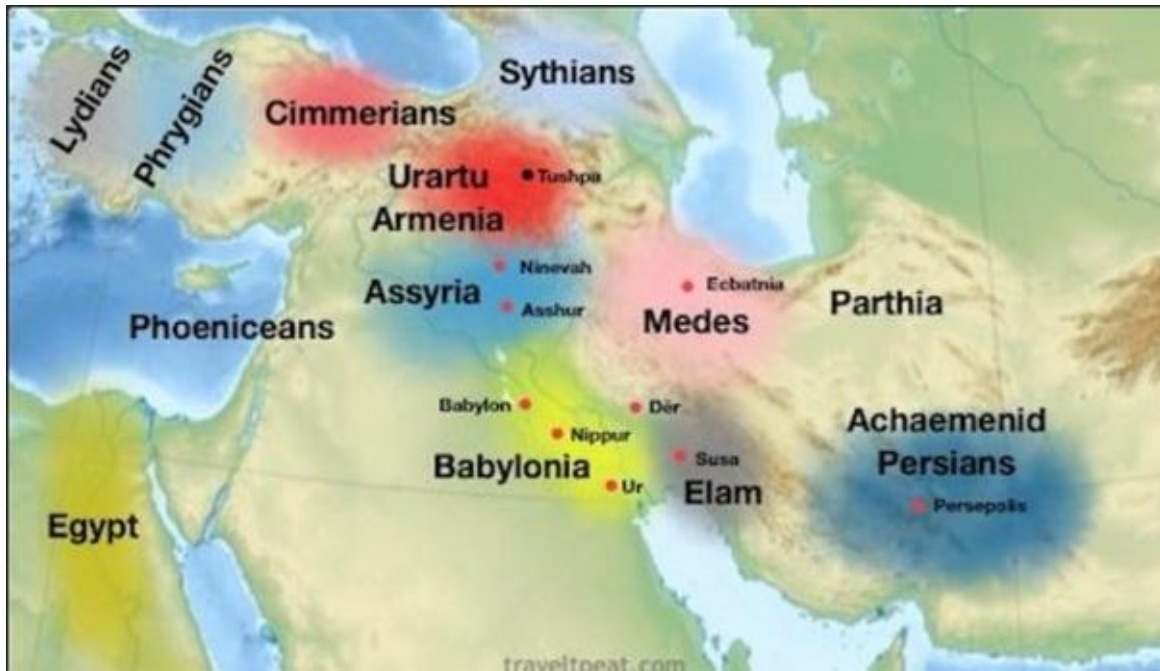 Sythians
Lydians
Phrygians
Cimmerians
Urartu
Tushpa
Armenia
Ninevah
Assyria
Asshur
Ecbatnia
Medes
Parthia
Phoeniceans
Babylon
Dêr
Nippur
Babylonia
Ur
Susa
Elam
Achaemenid
Persians
Persepolis
Egypt
traveltoeat.com